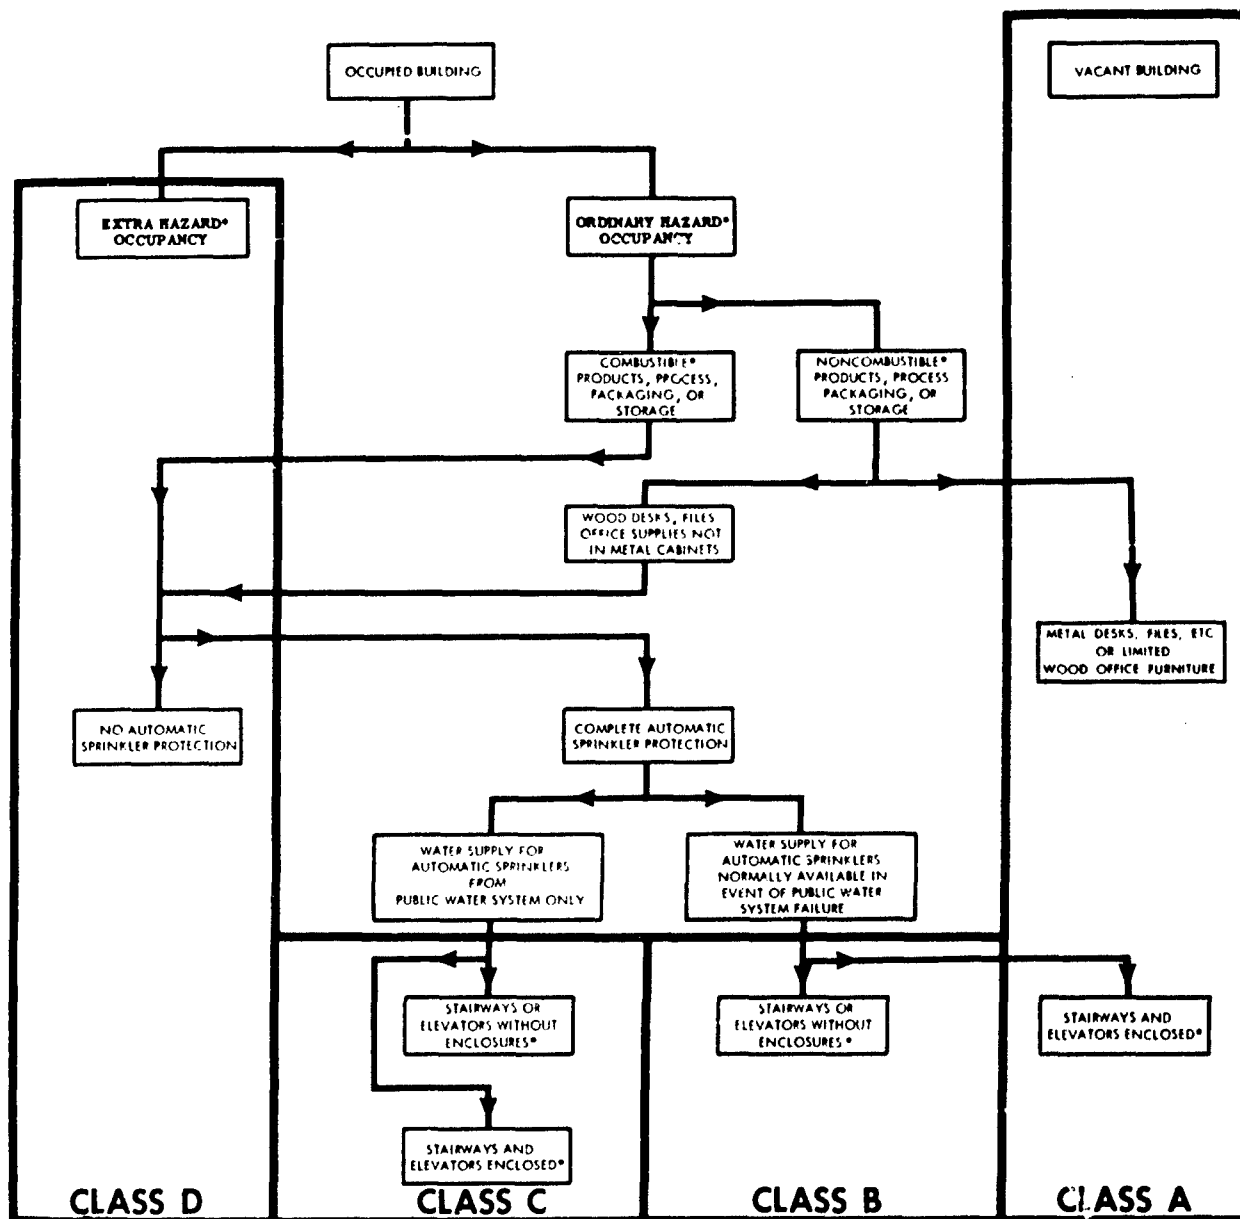 OCCUPIED BUILDING
VACANT BUILDING
EXTRA HAZARD*
OCCUPANCY
ORDINARY HAZARD*
OCCUPANCY
COMBUSTIBLE*
PRODUCTS, PROCESS,
PACKAGING, OR
STORAGE
NONCOMBUSTIBLE*
PRODUCTS, PROCESS
PACKAGING, OR
STORAGE
WOOD DESKS, FILES
OFFICE SUPPLIES NOT
IN METAL CABINETS
METAL DESKS, FILES, ETC
OR LIMITED
WOOD OFFICE FURNITURE
NO AUTOMATIC
SPRINKLER PROTECTION
COMPLETE AUTOMATIC
SPRINKLER PROTECTION
WATER SUPPLY FOR
AUTOMATIC SPRINKLERS
FROM
PUBLIC WATER SYSTEM ONLY
WATER SUPPLY FOR
AUTOMATIC SPRINKLERS
NORMALLY AVAILABLE IN
EVENT OF PUBLIC WATER
SYSTEM FAILURE
STAIRWAYS OR
ELEVATORS WITHOUT
ENCLOSURES*
STAIRWAYS OR
ELEVATORS WITHOUT
ENCLOSURES*
STAIRWAYS AND
ELEVATORS ENCLOSED*
STAIRWAYS AND
ELEVATORS ENCLOSED*
CLASS D
CLASS C
CLASS B
CLASS A